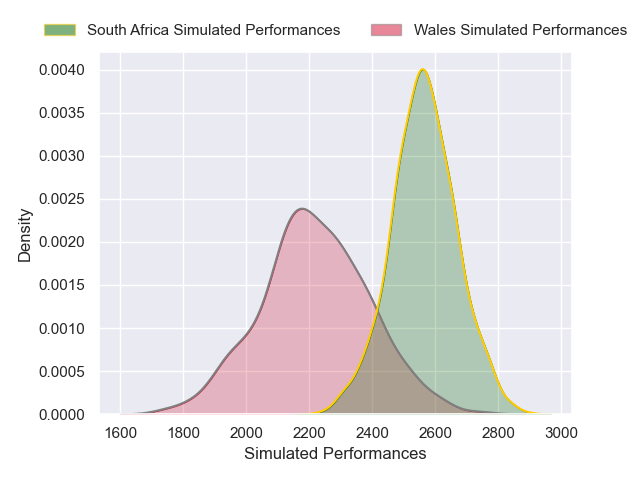 South Africa Simulated Performances Wales Simulated Performances
0.0040
0.0035
0.0030
0.0025
0.0020
0.0015
0.0010
0.0005
0.0000
Density
1600 1800 2000 2200 2400 2600 2800 3000
Simulated Performances